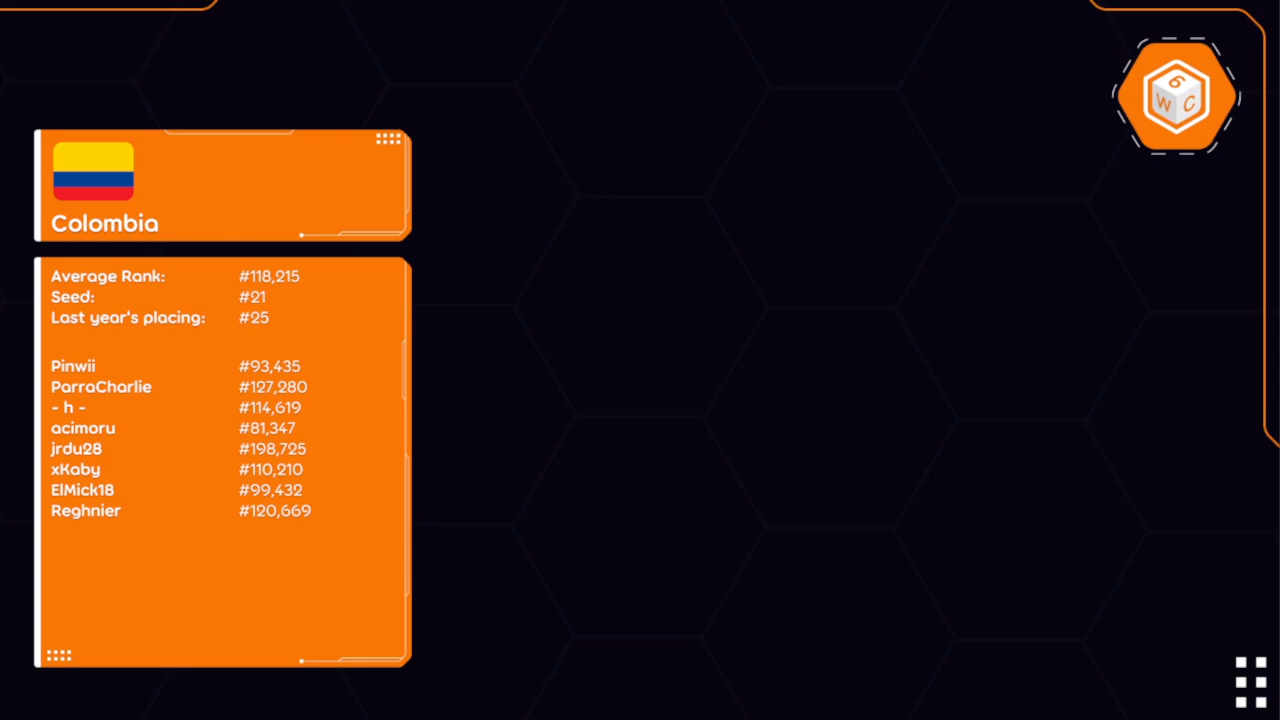 6
W C
Colombia
Average Rank: #118,215
Seed: #21
Last year's placing: #25
Pinwii #93,435
ParraCharlie #127,280
- h - #114,619
acimoru #81,347
jrdu28 #198,725
xKaby #110,210
ElMick18 #99,432
Reghnier #120,669